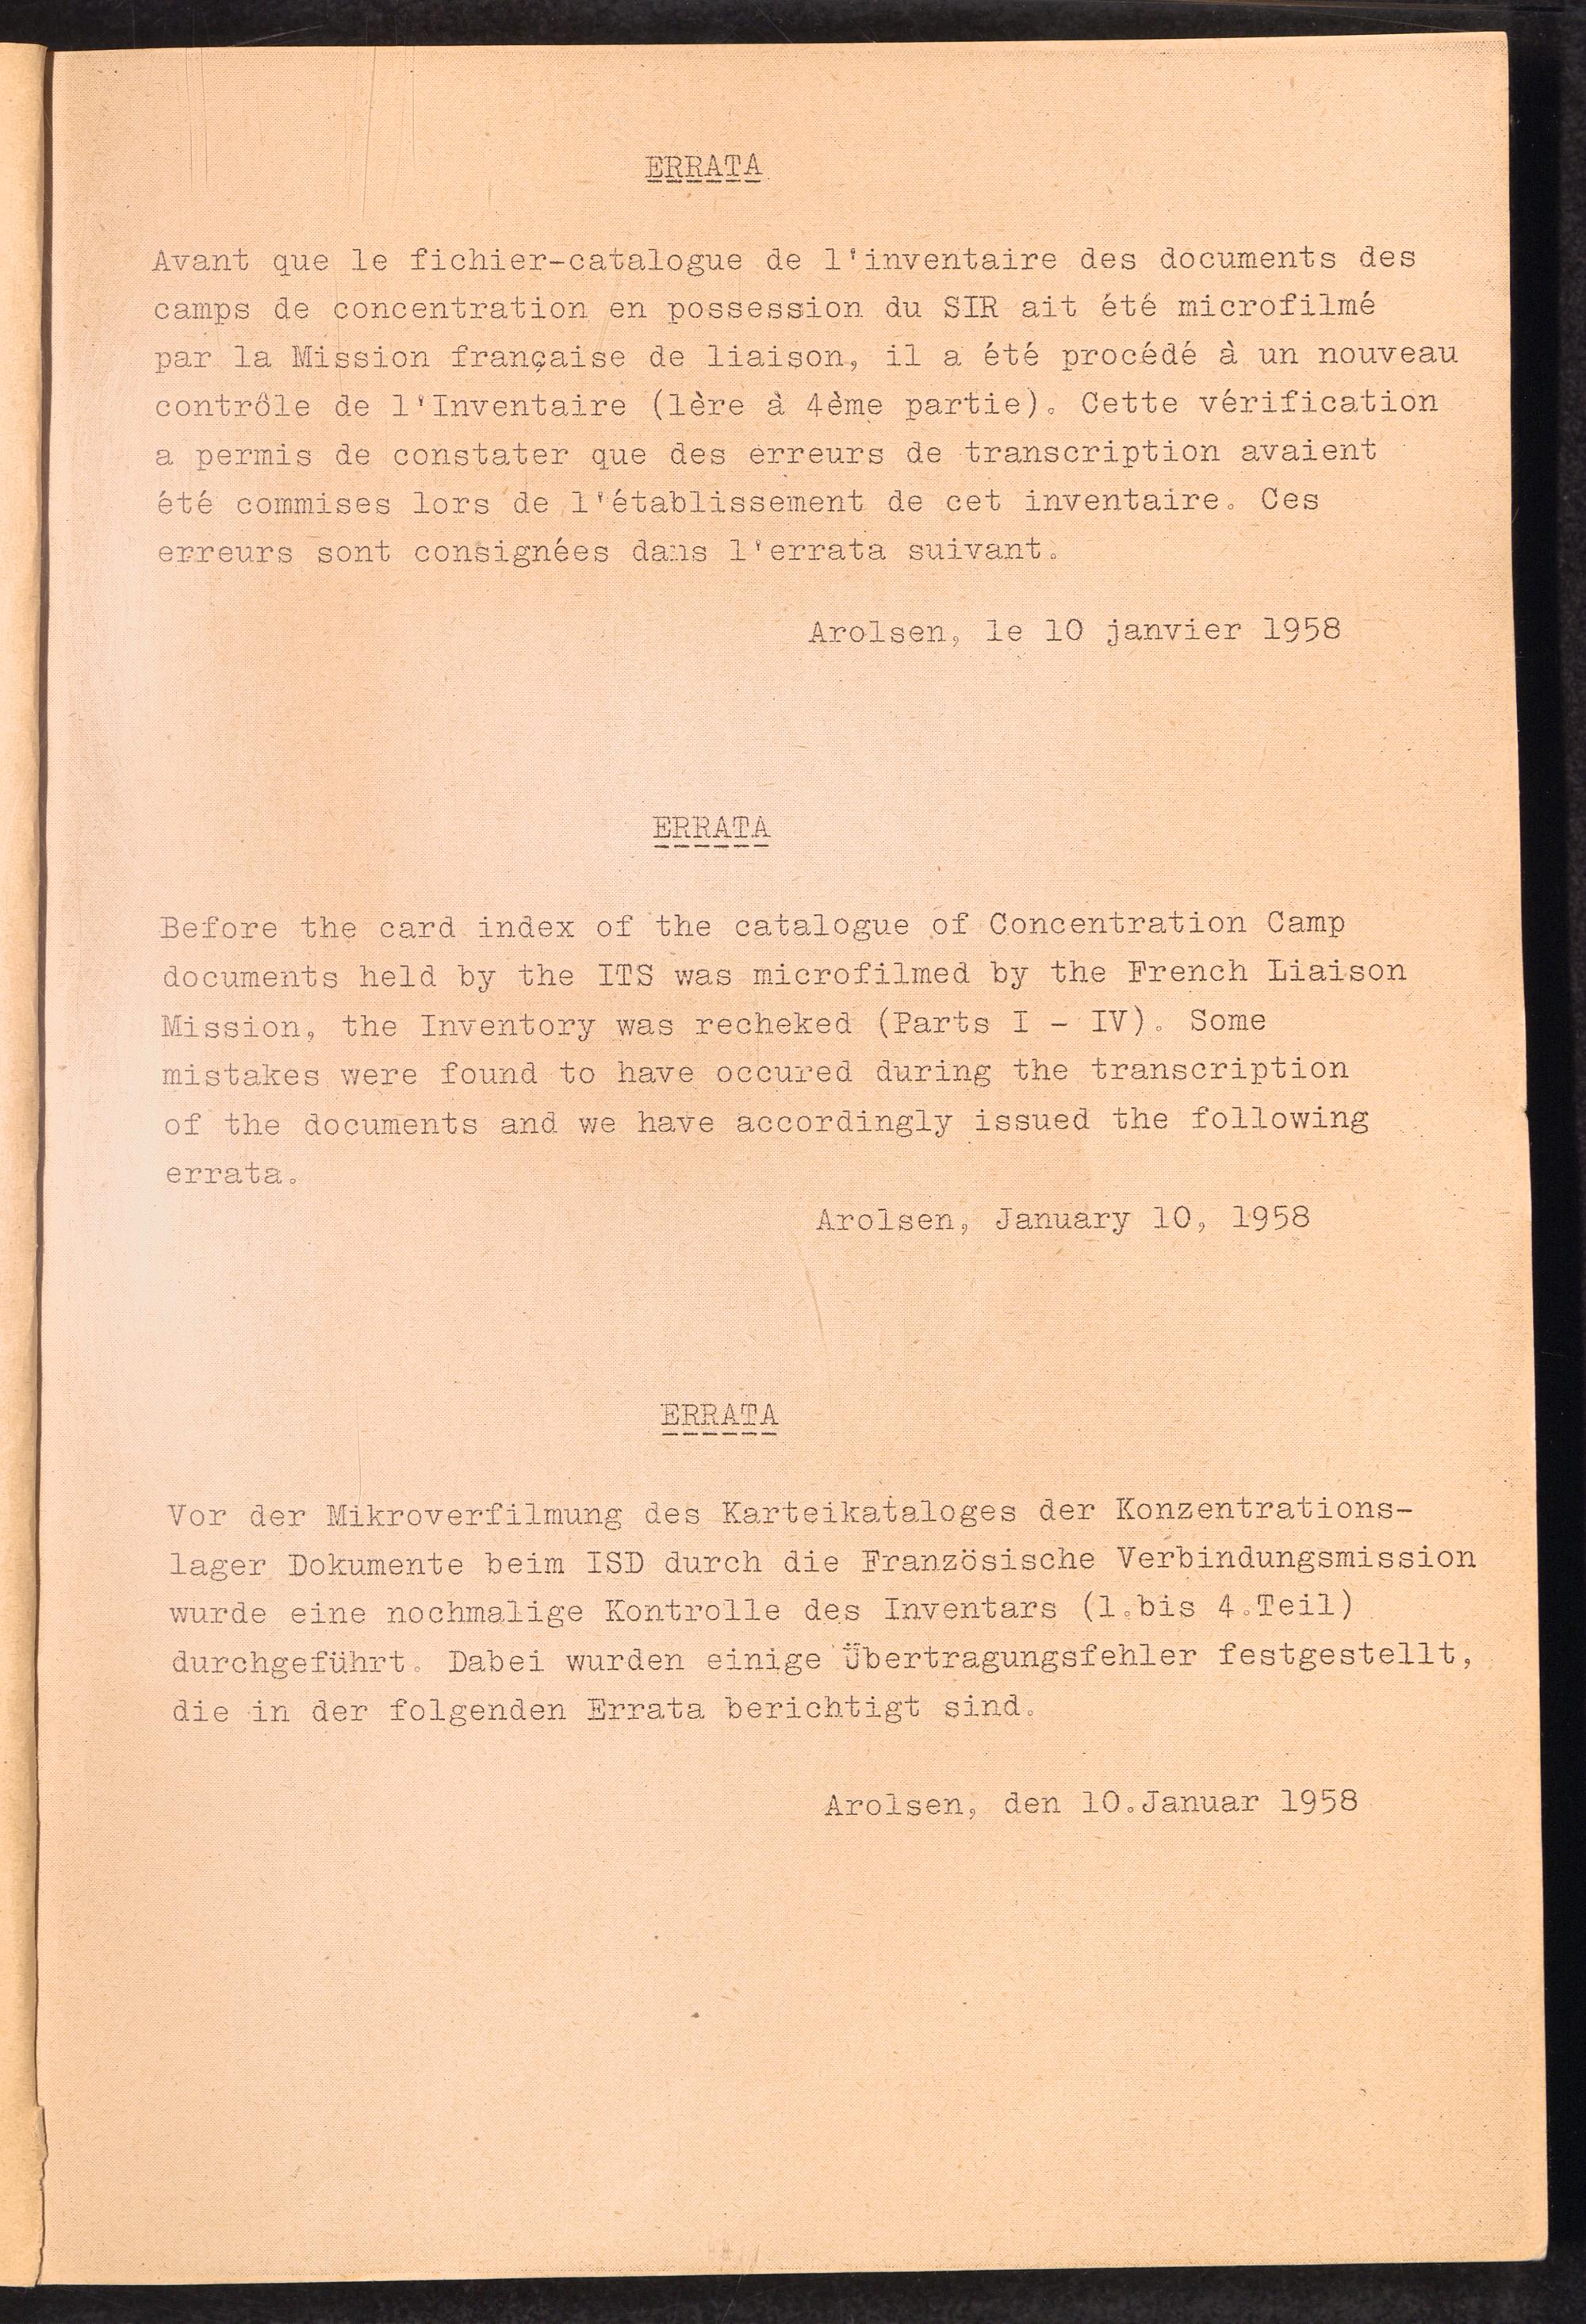 ERRATA
Avant que le fichier-catalogue de l'inventaire des documents des
camps de concentration en possession du SIR ait été microfilmé
par la Mission française de liaison, il a été procédé à un nouveau
contrôle de l'Inventaire (1ère à 4ème partie). Cette vérification
a permis de constater que des erreurs de transcription avaient
été commises lors de l'établissement de cet inventaire. Ces
erreurs sont consignées dans l'errata suivant.
Arolsen, le 10 janvier 1958
ERRATA
Before the card index of the catalogue of Concentration Camp
documents held by the ITS was microfilmed by the French Liaison
Mission, the Inventory was recheked (Parts I - IV). Some
mistakes were found to have occured during the transcription
of the documents and we have accordingly issued the following
errata.
Arolsen, January 10, 1958
ERRATA
Vor der Mikroverfilmung des Karteikataloges der Konzentrations-
lager Dokumente beim ISD durch die Französische Verbindungsmission
wurde eine nochmalige Kontrolle des Inventars (1.bis 4.Teil)
durchgeführt. Dabei wurden einige Übertragungsfehler festgestellt,
die in der folgenden Errata berichtigt sind.
Arolsen, den 10.Januar 1958